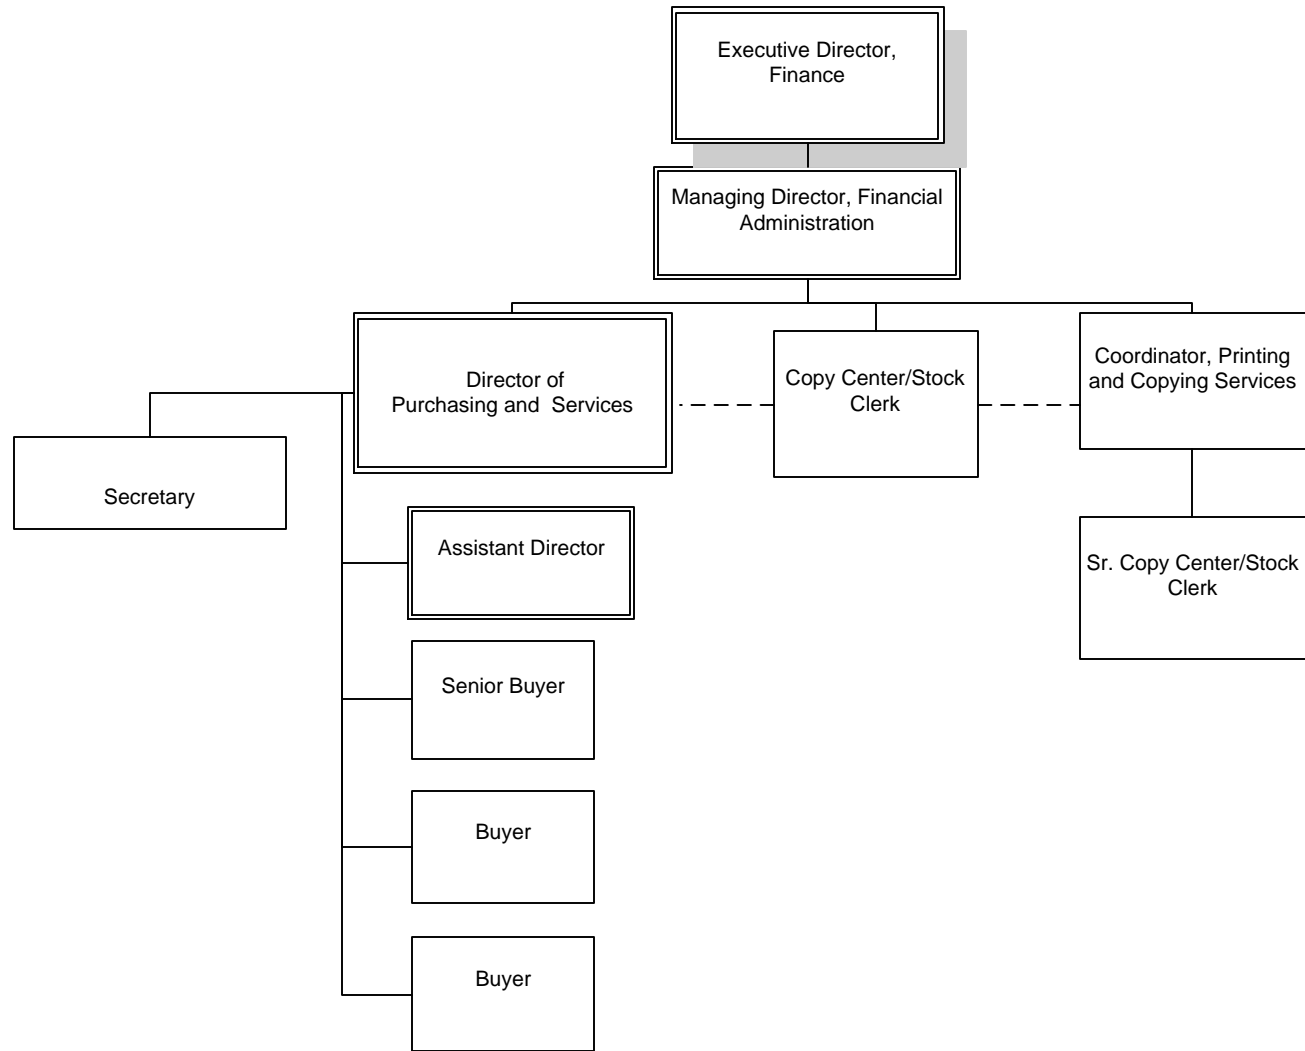 Executive Director,
Finance
Managing Director, Financial
Administration
Director of
Purchasing and  Services
Copy Center/Stock
Clerk
Coordinator, Printing
and Copying Services
Secretary
Assistant Director
Sr. Copy Center/Stock
Clerk
Senior Buyer
Buyer
Buyer